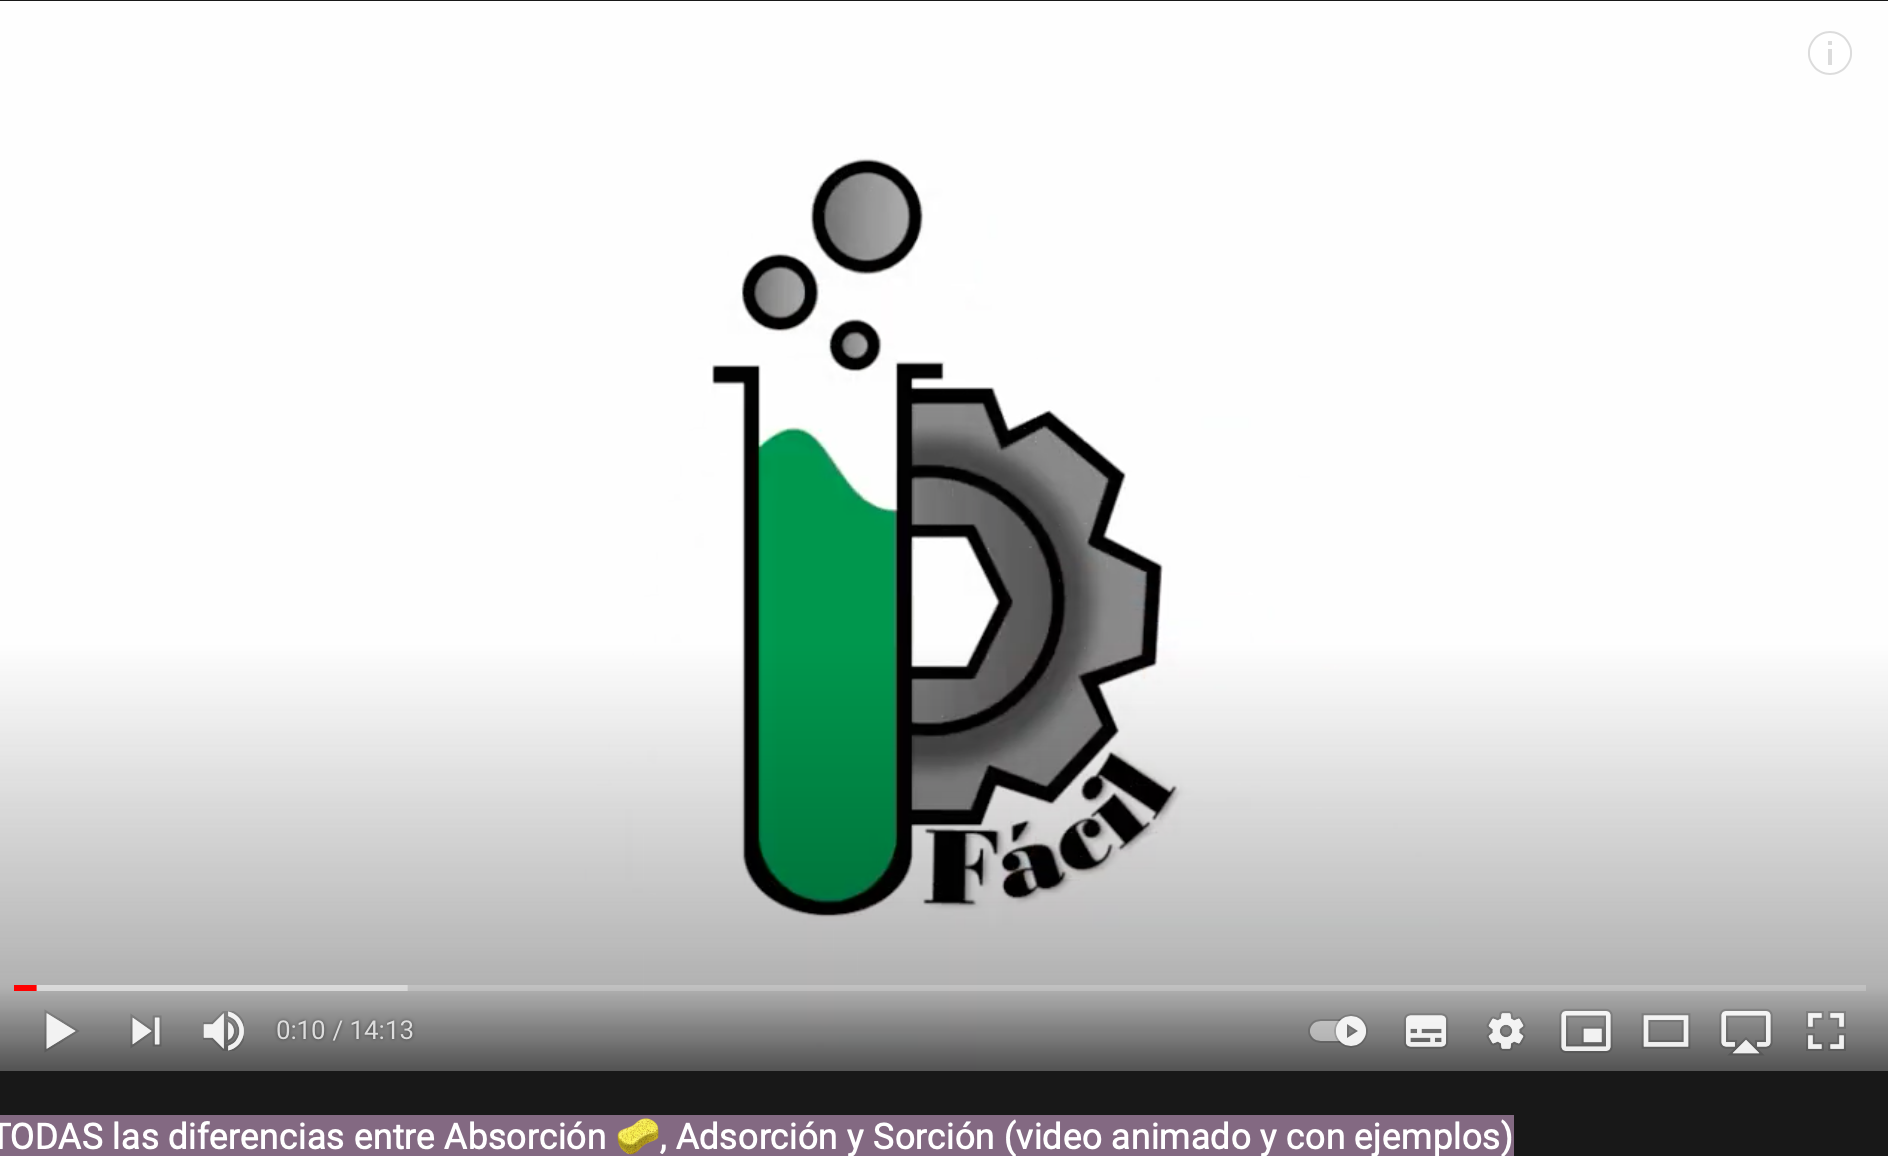 Fácil
0:10 / 14:13
TODAS las diferencias entre Absorción 🧽, Adsorción y Sorción (video animado y con ejemplos)